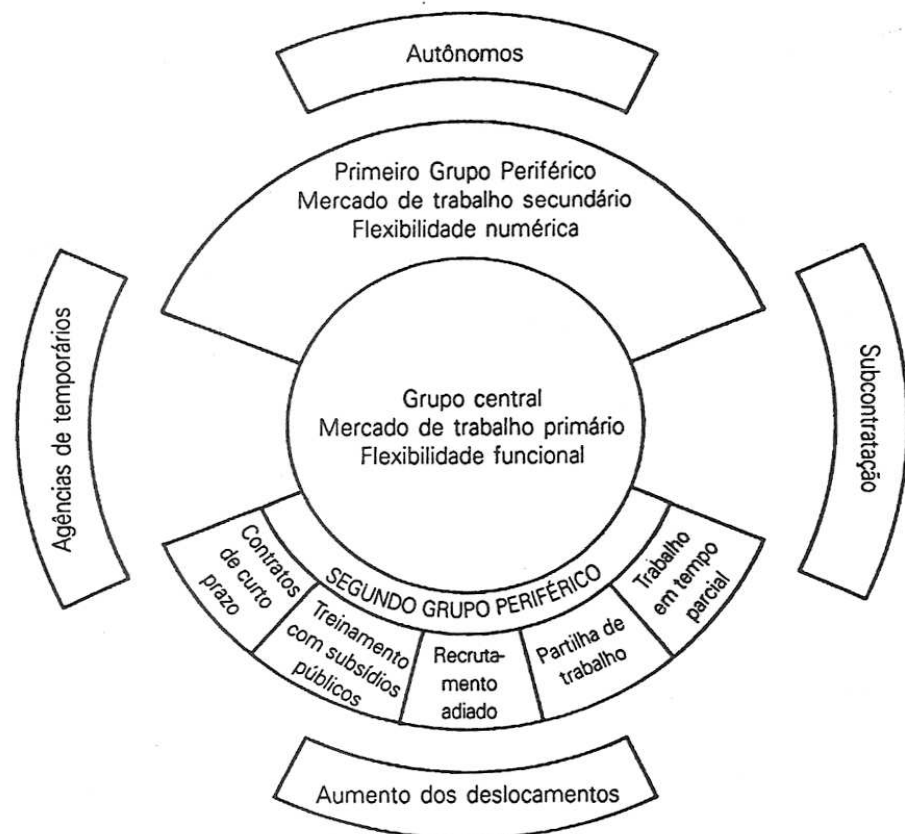 Autônomos
Primeiro Grupo Periférico
Mercado de trabalho secundário
Flexibilidade numérica
Agências de temporários
Subcontratação
Grupo central
Mercado de trabalho primário
Flexibilidade funcional
SEGUNDO GRUPO PERIFÉRICO
Contratos
de curto
prazo
Treinamento
com subsídios
públicos
Recruta-
mento
adiado
Partilha de
trabalho
Trabalho
em tempo
parcial
Aumento dos deslocamentos